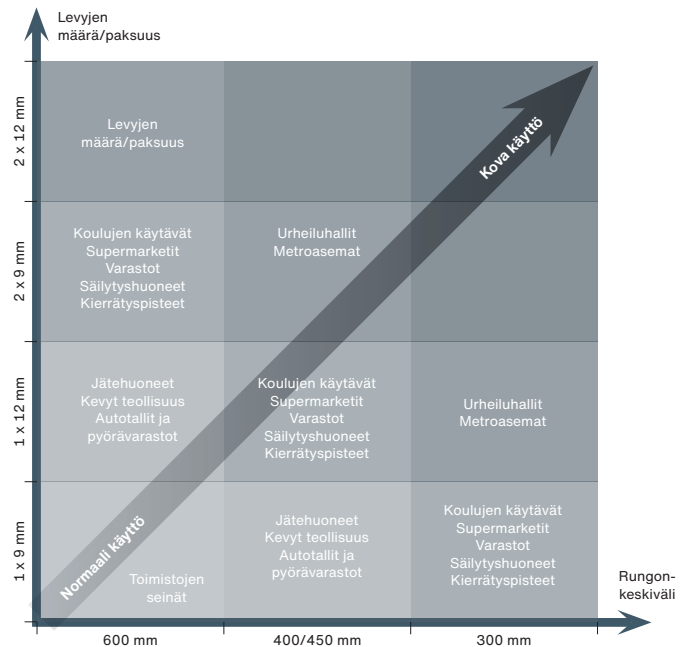 Levyjen
määrä/paksuus
2 x 12 mm
Levyjen
määrä/paksuus
Kova käyttö
2 x 9 mm
Koulujen käytävät
Supermarketit
Varastot
Säilytyshuoneet
Kierrätyspisteet
Urheiluhallit
Metroasemat
1 x 12 mm
Jätehuoneet
Kevyt teollisuus
Autotallit ja
pyörävarastot
Koulujen käytävät
Supermarketit
Varastot
Säilytyshuoneet
Kierrätyspisteet
Urheiluhallit
Metroasemat
1 x 9 mm
Normaali käyttö
Toimistojen
seinät
Jätehuoneet
Kevyt teollisuus
Autotallit ja
pyörävarastot
Koulujen käytävät
Supermarketit
Varastot
Säilytyshuoneet
Kierrätyspisteet
Rungon-
keskiväli
600 mm
400/450 mm
300 mm